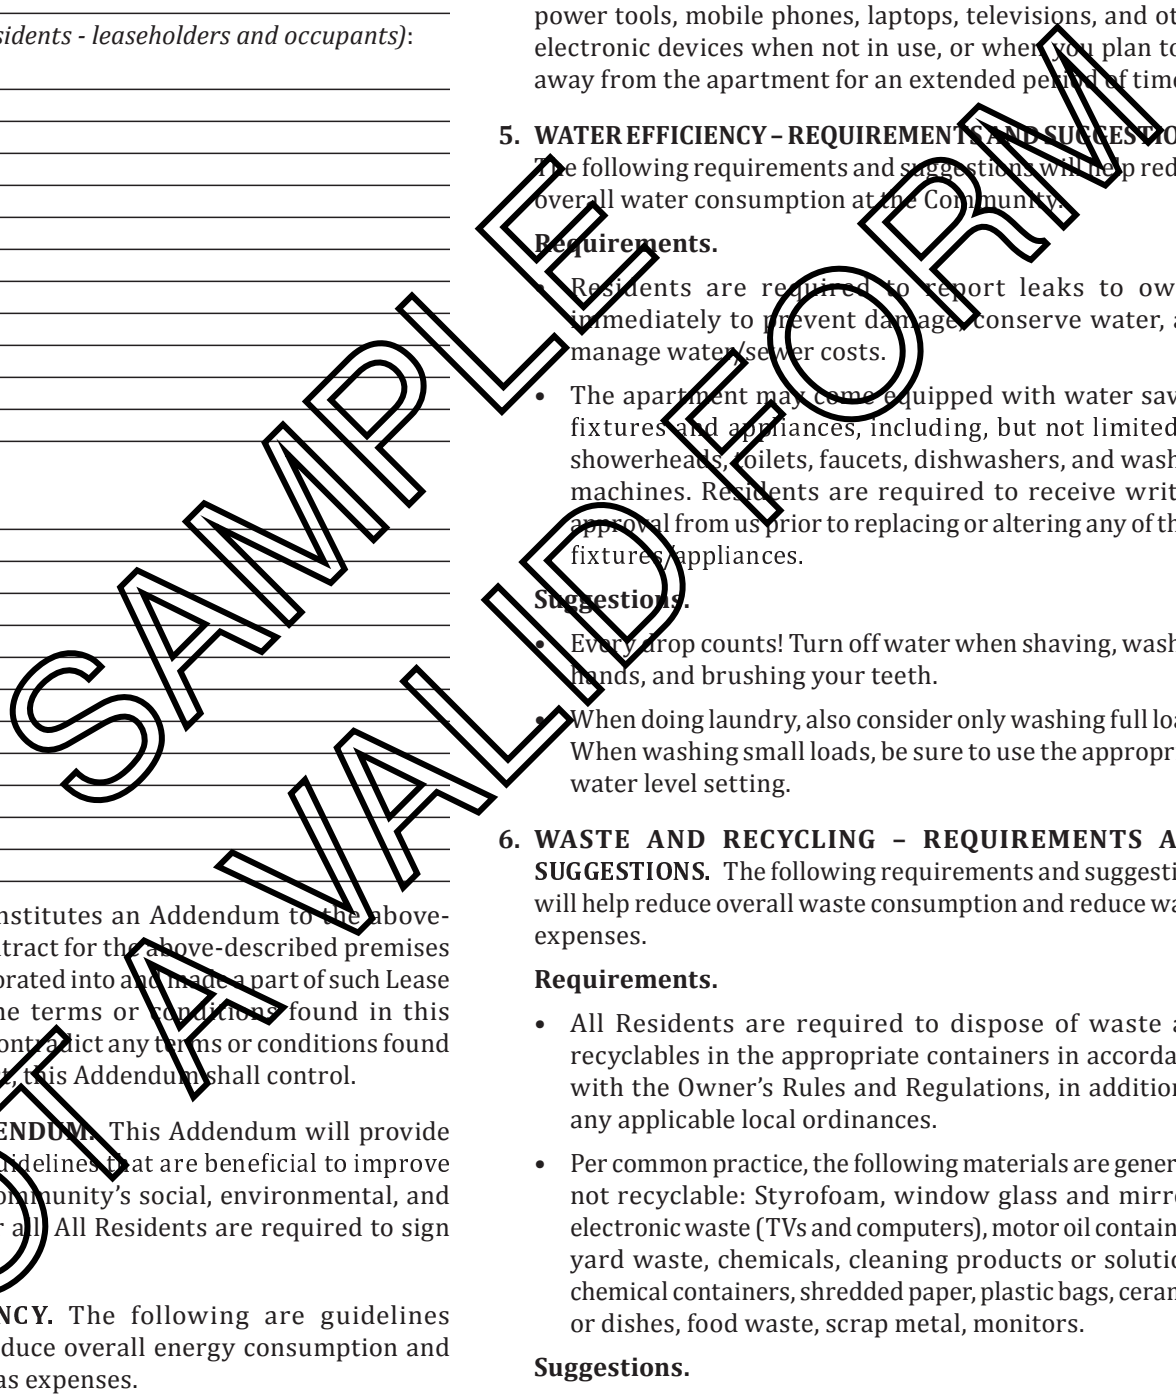 sidents - leaseholders and occupants):
nstitutes an Addendum to the above-
tract for the above-described premises
orated into and made a part of such Lease
ne terms or conditions found in this
ontradict any terms or conditions found
t, this Addendum shall control.
ENDUM. This Addendum will provide
uidelines that are beneficial to improve
ommunity’s social, environmental, and
r all. All Residents are required to sign
NCY. The following are guidelines
duce overall energy consumption and
as expenses.
power tools, mobile phones, laptops, televisions, and ot
electronic devices when not in use, or when you plan to
away from the apartment for an extended period of time
5. WATER EFFICIENCY – REQUIREMENTS AND SUGGESTIO
The following requirements and suggestions will help red
overall water consumption at the Community.
Requirements.
• Residents are required to report leaks to ow
immediately to prevent damage, conserve water, a
manage water/sewer costs.
• The apartment may come equipped with water sav
fixtures and appliances, including, but not limited
showerheads, toilets, faucets, dishwashers, and wash
machines. Residents are required to receive writ
approval from us prior to replacing or altering any of th
fixtures/appliances.
Suggestions.
• Every drop counts! Turn off water when shaving, wash
hands, and brushing your teeth.
• When doing laundry, also consider only washing full loa
When washing small loads, be sure to use the appropr
water level setting.
6. WASTE AND RECYCLING – REQUIREMENTS A
SUGGESTIONS. The following requirements and suggesti
will help reduce overall waste consumption and reduce wa
expenses.
Requirements.
• All Residents are required to dispose of waste a
recyclables in the appropriate containers in accorda
with the Owner’s Rules and Regulations, in addition
any applicable local ordinances.
• Per common practice, the following materials are gener
not recyclable: Styrofoam, window glass and mirro
electronic waste (TVs and computers), motor oil contain
yard waste, chemicals, cleaning products or solutio
chemical containers, shredded paper, plastic bags, ceram
or dishes, food waste, scrap metal, monitors.
Suggestions.
SAMPLE
OT A VALID FORM